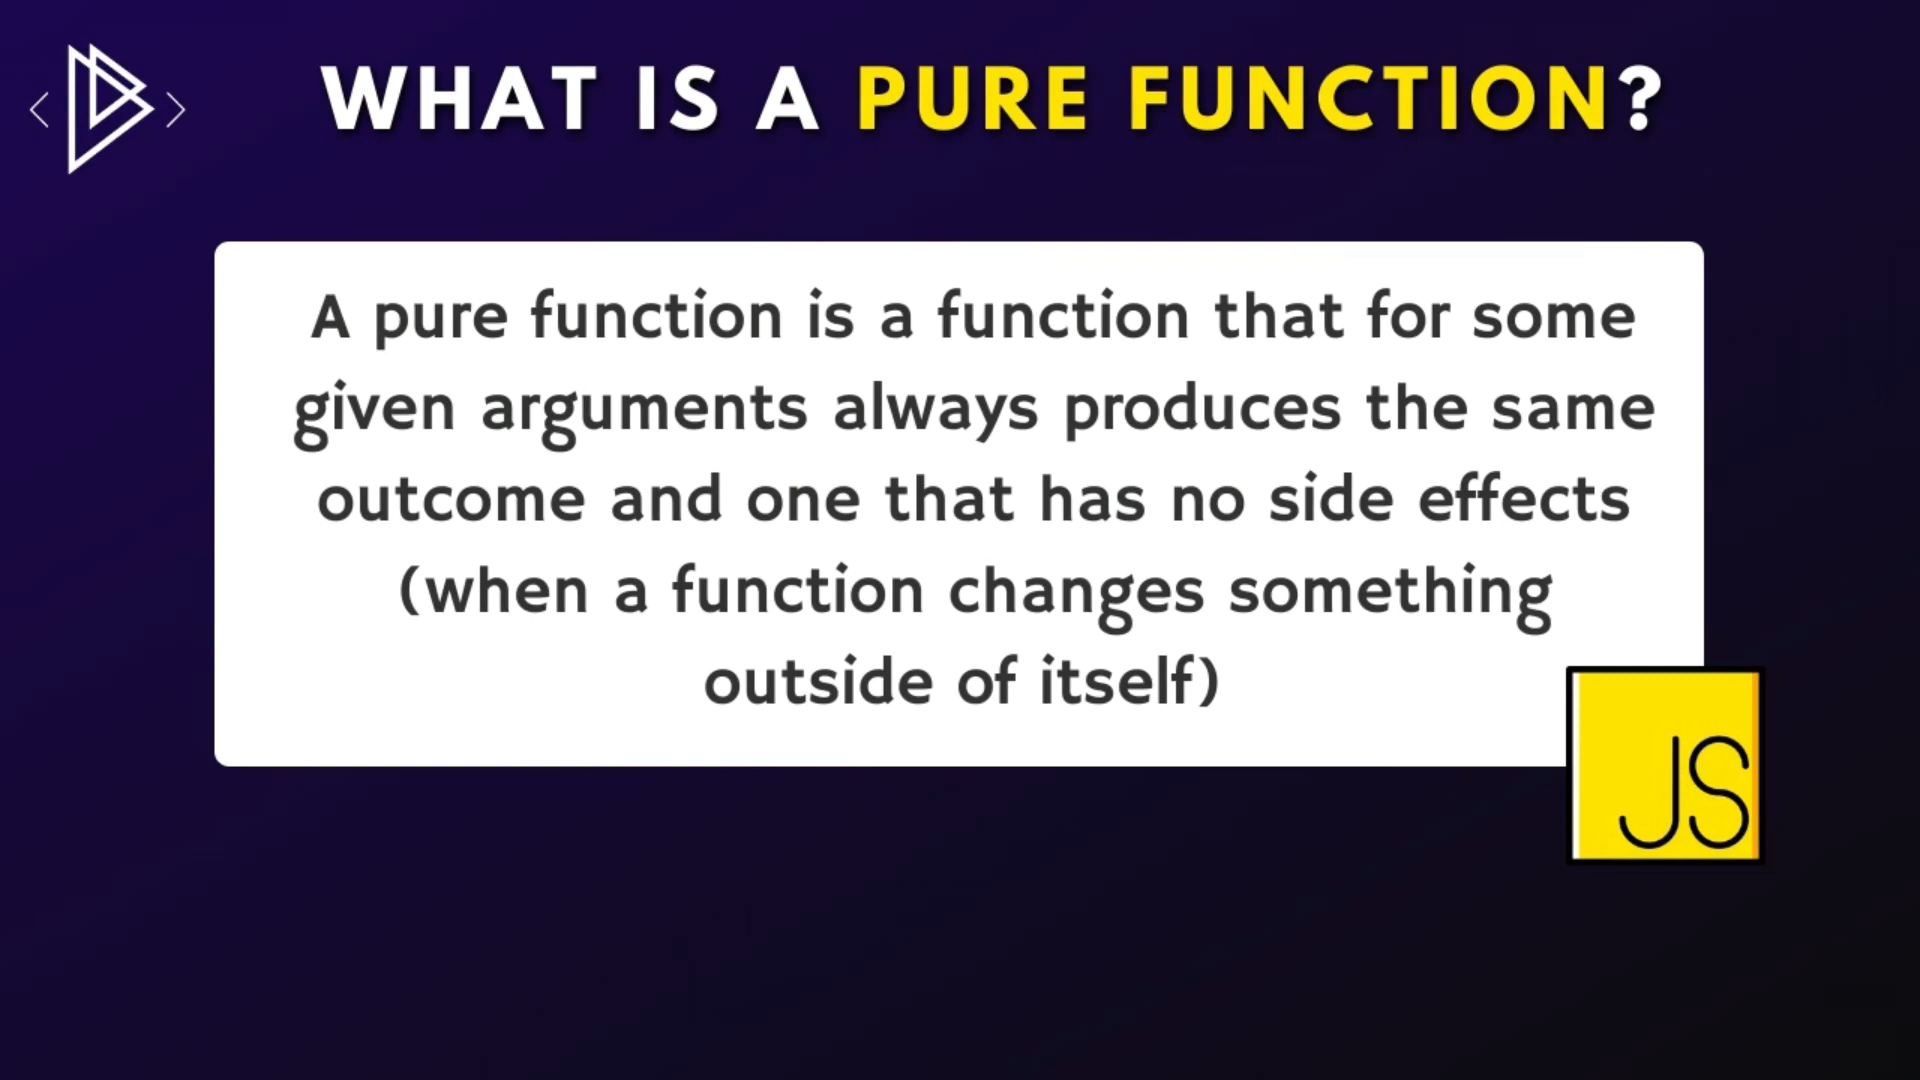 WHAT IS A PURE FUNCTION?
A pure function is a function that for some
given arguments always produces the same
outcome and one that has no side effects
(when a function changes something
outside of itself)
JS